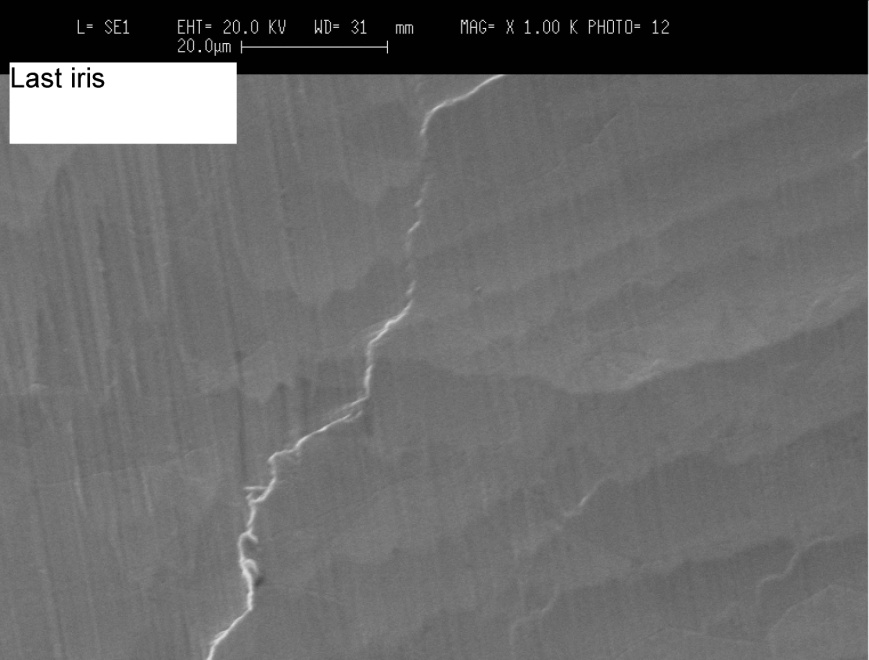 L= SE1 EHT= 20.0 KV WD= 31 mm MAG= X 1.00 K PHOTO= 12
20.0µm
Last iris